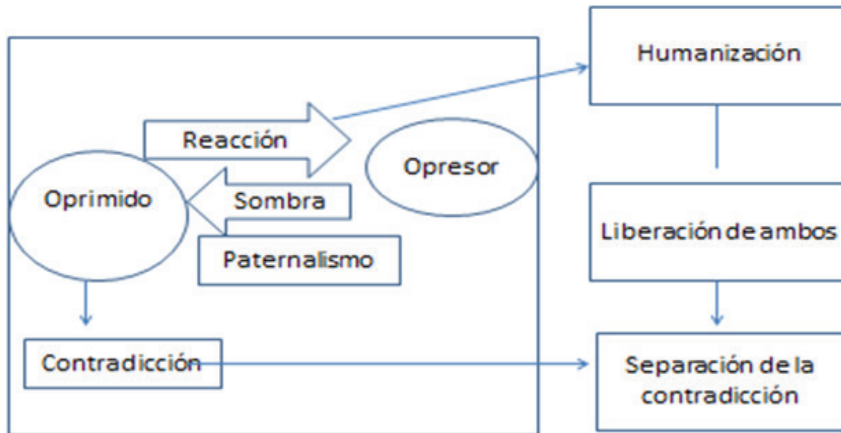 Humanización
Reacción
Opresor
Oprimido
Sombra
Liberación de ambos
Paternalismo
Contradicción
Separación de la
contradicción